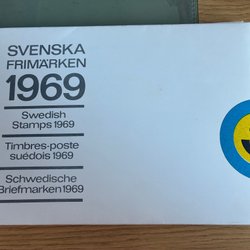 SVENSKA
FRIMÄRKEN
1969
Swedish
Stamps 1969
Timbres-poste
suédois 1969
Schwedische
Briefmarken 1969